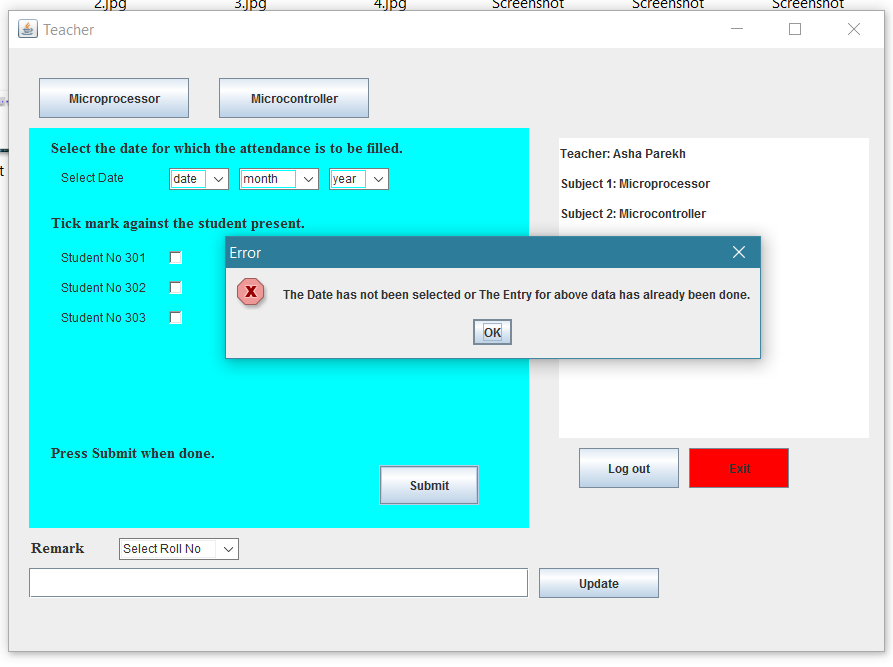 2.jpg 3.jpg 4.jpg Screenshot Screenshot Screenshot
Teacher
Microprocessor Microcontroller
Select the date for which the attendance is to be filled.
Select Date date month year
Tick mark against the student present.
Student No 301
Student No 302
Student No 303
Teacher: Asha Parekh
Subject 1: Microprocessor
Subject 2: Microcontroller
Error
The Date has not been selected or The Entry for above data has already been done.
OK
Press Submit when done.
Submit
Log out Exit
Remark Select Roll No
Update